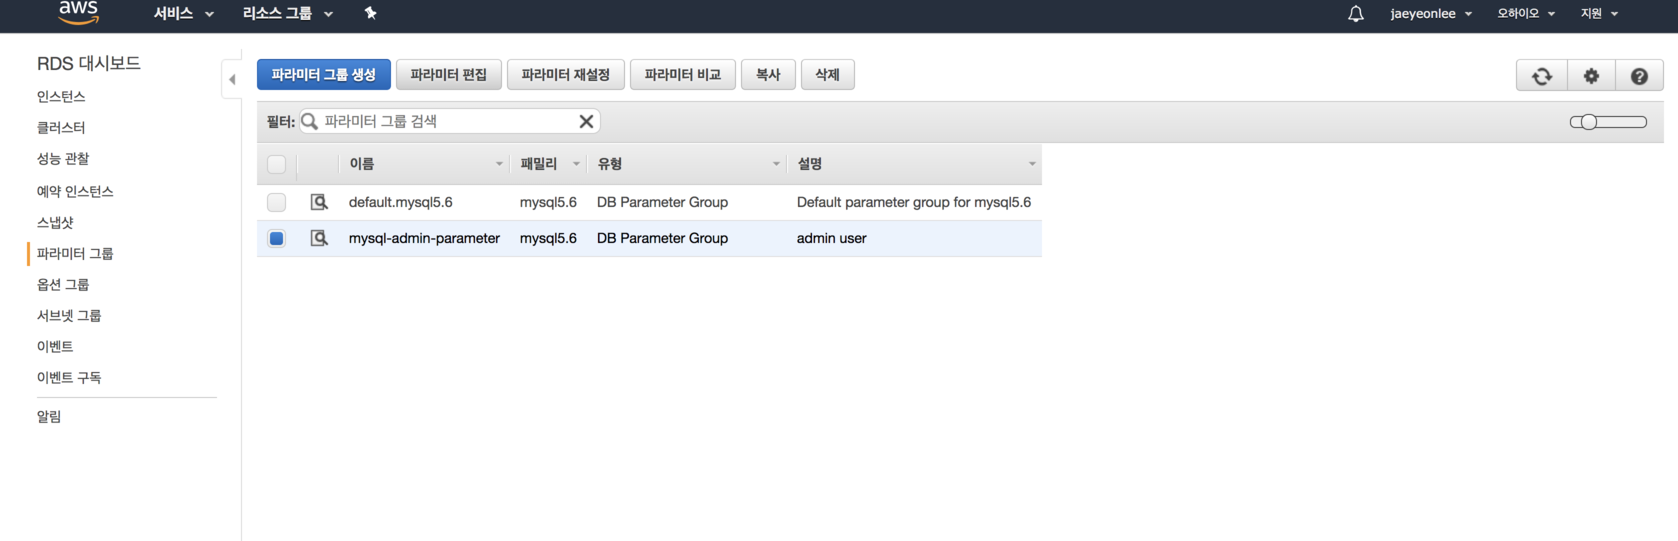 aws 서비스 리소스 그룹 jaeyeonlee 오하이오 지원
RDS 대시보드
인스턴스
클러스터
성능 관찰
예약 인스턴스
스냅샷
파라미터 그룹
옵션 그룹
서브넷 그룹
이벤트
이벤트 구독
알림
파라미터 그룹 생성 파라미터 편집 파라미터 재설정 파라미터 비교 복사 삭제
필터: 파라미터 그룹 검색
이름 패밀리 유형 설명
default.mysql5.6 mysql5.6 DB Parameter Group Default parameter group for mysql5.6
mysql-admin-parameter mysql5.6 DB Parameter Group admin user